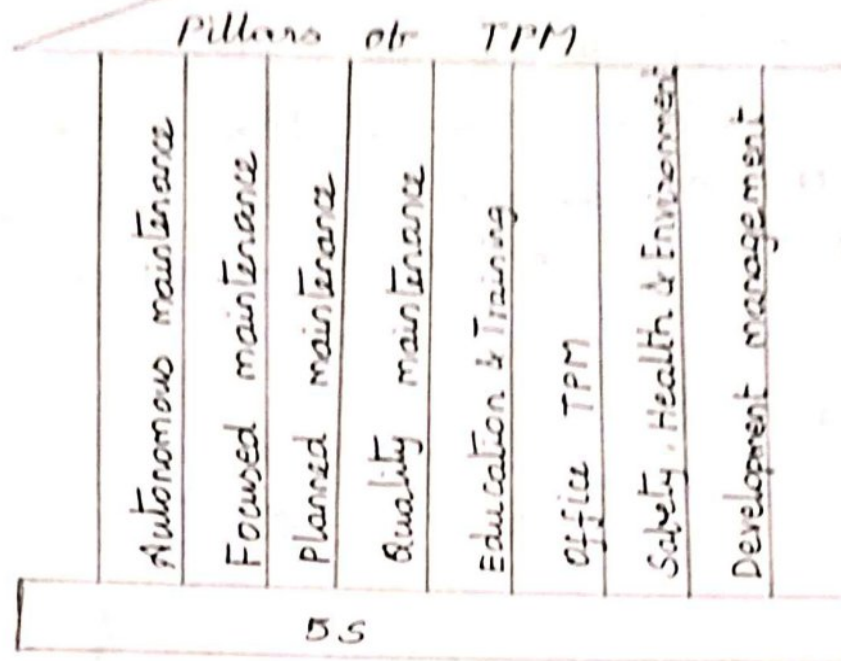 Pillars of TPM
Autonomous maintenance
Focused maintenance
Planned maintenance
Quality maintenance
Education & Training
Office TPM
Safety, Health & Environment
Development management
5S